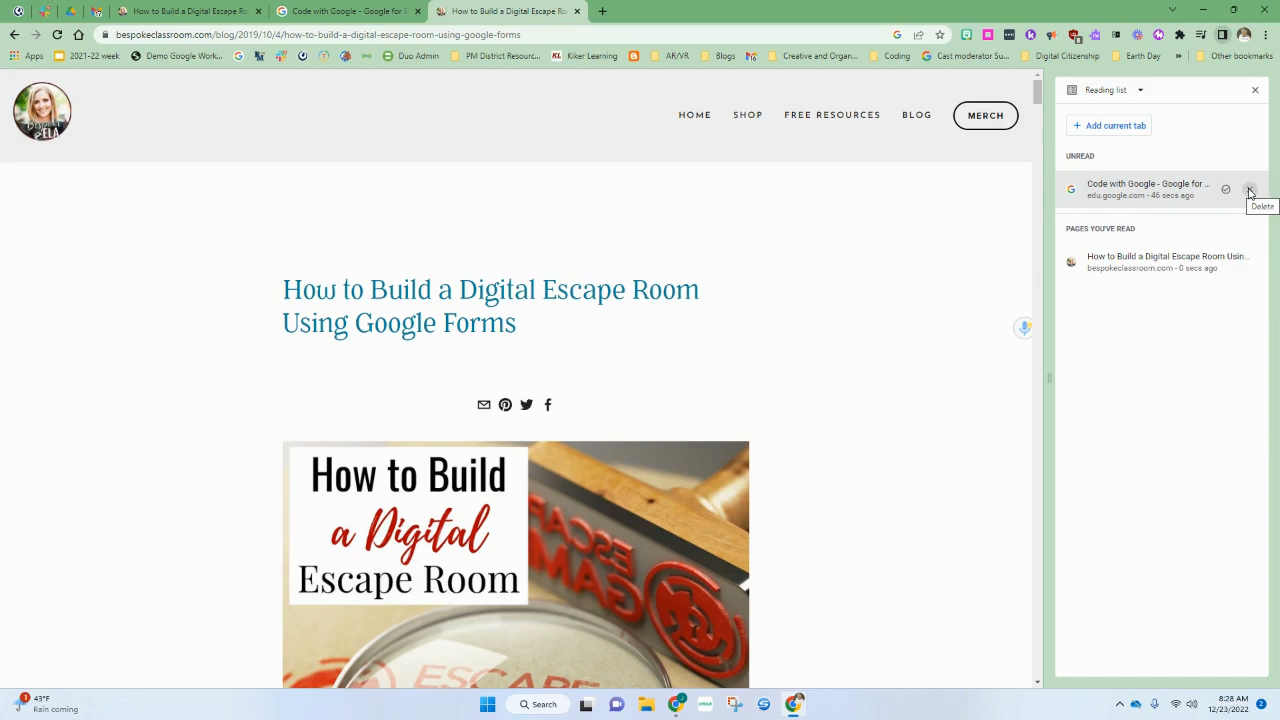 How to Build a Digital Escape Ro
Google for Education - Code with
How to Build a Digital Escape Ro
bespokeclassroom.com/blog/2019/10/4/how-to-build-a-digital-escape-room-using-google-forms
Apps
2021-22 week
Demo Google Work...
Duo Admin
PM District Resource...
Kiker Learning
AR/VR
Blogs
Creative and Organ...
Coding
Cast moderator Su...
Digital Citizenship
Earth Day
»
Other bookmarks
HOME
SHOP
FREE RESOURCES
BLOG
MERCH
ELA
Reading list
+ Add current tab
UNREAD
Code with Google - Google for ...
edu.google.com - 46 secs ago
Delete
PAGES YOU'VE READ
How to Build a Digital Escape Room Usin...
bespokeclassroom.com - 0 secs ago
How to Build a Digital Escape Room
Using Google Forms
How to Build
a Digital
Escape Room
ESCAPE
GAME
ESCAPE
43°F
Rain coming
Search
8:28 AM
12/23/2022